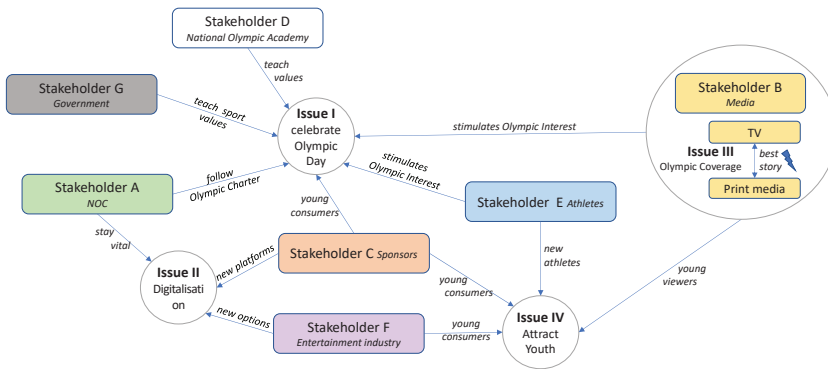 Stakeholder D
National Olympic Academy
teach
values
Stakeholder G
Government
teach sport
values
Issue I
celebrate
Olympic
Day
stimulates Olympic Interest
Stakeholder B
Media
TV
Issue III
Olympic Coverage
best
story
Print media
Stakeholder A
NOC
follow
Olympic Charter
stimulates
Olympic Interest
Stakeholder E Athletes
young
consumers
stay
vital
Issue II
Digitalisati
on
new platforms
Stakeholder C Sponsors
new
athletes
young
consumers
young
viewers
new options
Stakeholder F
Entertainment industry
young
consumers
Issue IV
Attract
Youth